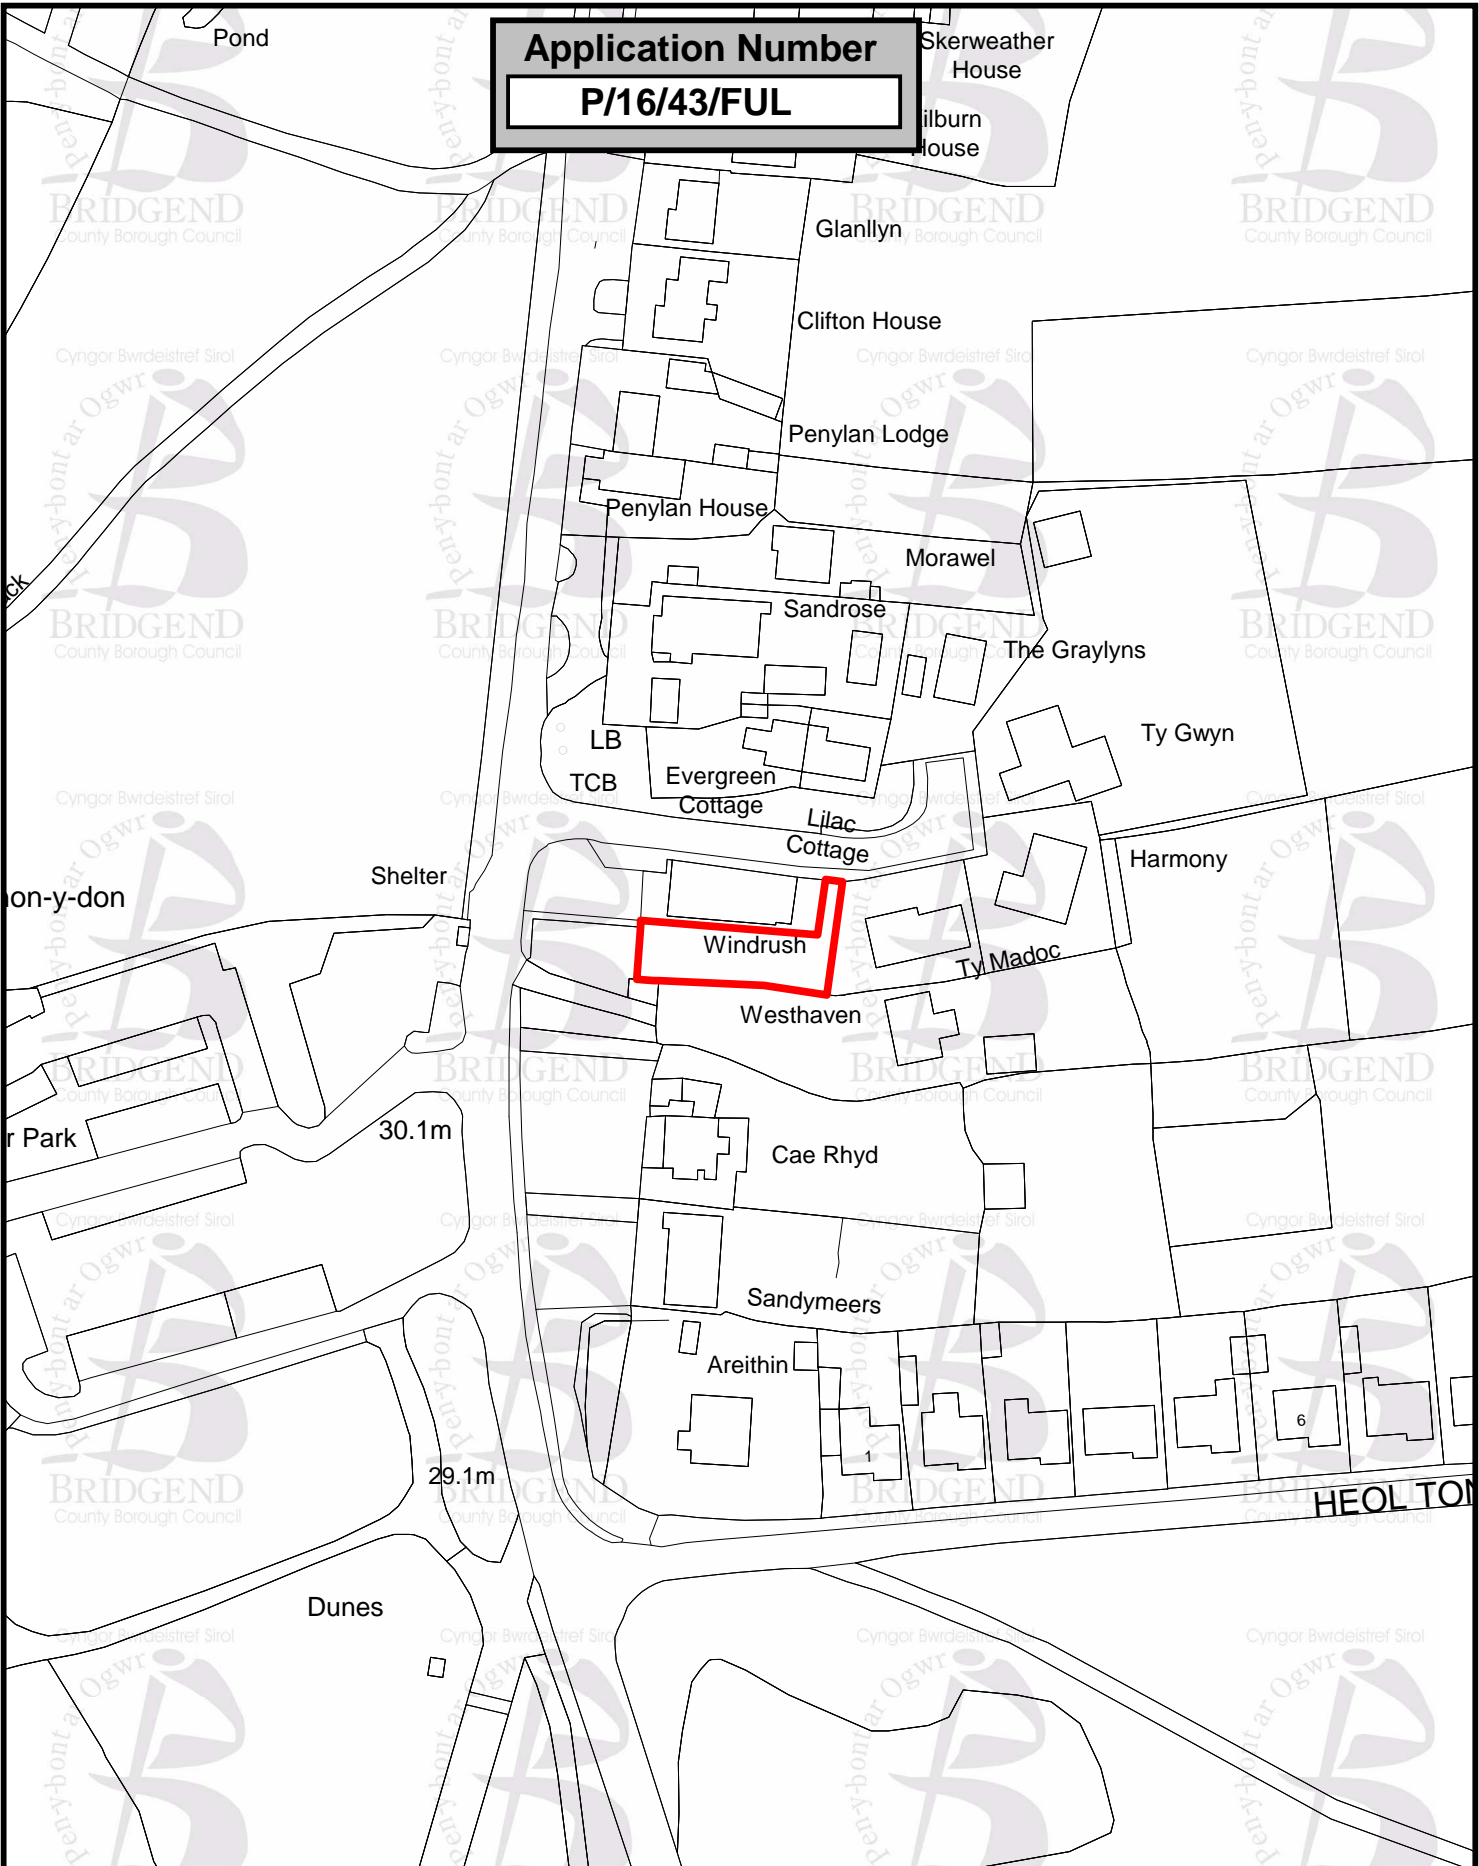 Application Number
P/16/43/FUL
Pond
Skerweather
House
ilburn
House
Glanllyn
Clifton House
Penylan Lodge
Penylan House
Morawel
Sandrose
The Graylyns
Ty Gwyn
LB
TCB
Evergreen
Cottage
Lilac
Cottage
Harmony
Shelter
on-y-don
Windrush
Ty Madoc
Westhaven
r Park
30.1m
Cae Rhyd
Sandymeers
Areithin
1
6
29.1m
HEOL TON
Dunes
Cyngor Bwrdeistref Sirol
Pen-y-bont ar Ogwr
BRIDGEND
County Borough Council